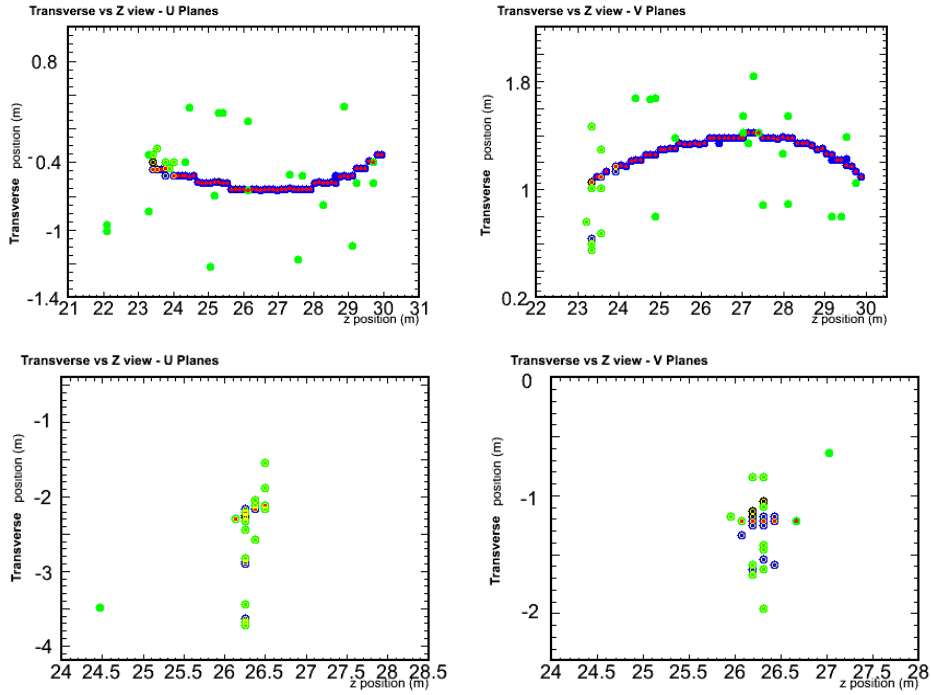 Transverse vs Z view - U Planes
Transverse position (m)
0.8
-0.4
-1
-1.4
21 22 23 24 25 26 27 28 29 30 31
z position (m)
Transverse vs Z view - V Planes
Transverse position (m)
1.8
1
0.2
22 23 24 25 26 27 28 29 30
z position (m)
Transverse vs Z view - U Planes
Transverse position (m)
-1
-2
-3
-4
24 24.5 25 25.5 26 26.5 27 27.5 28 28.5
z position (m)
Transverse vs Z view - V Planes
Transverse position (m)
0
-1
-2
24 24.5 25 25.5 26 26.5 27 27.5 28
z position (m)